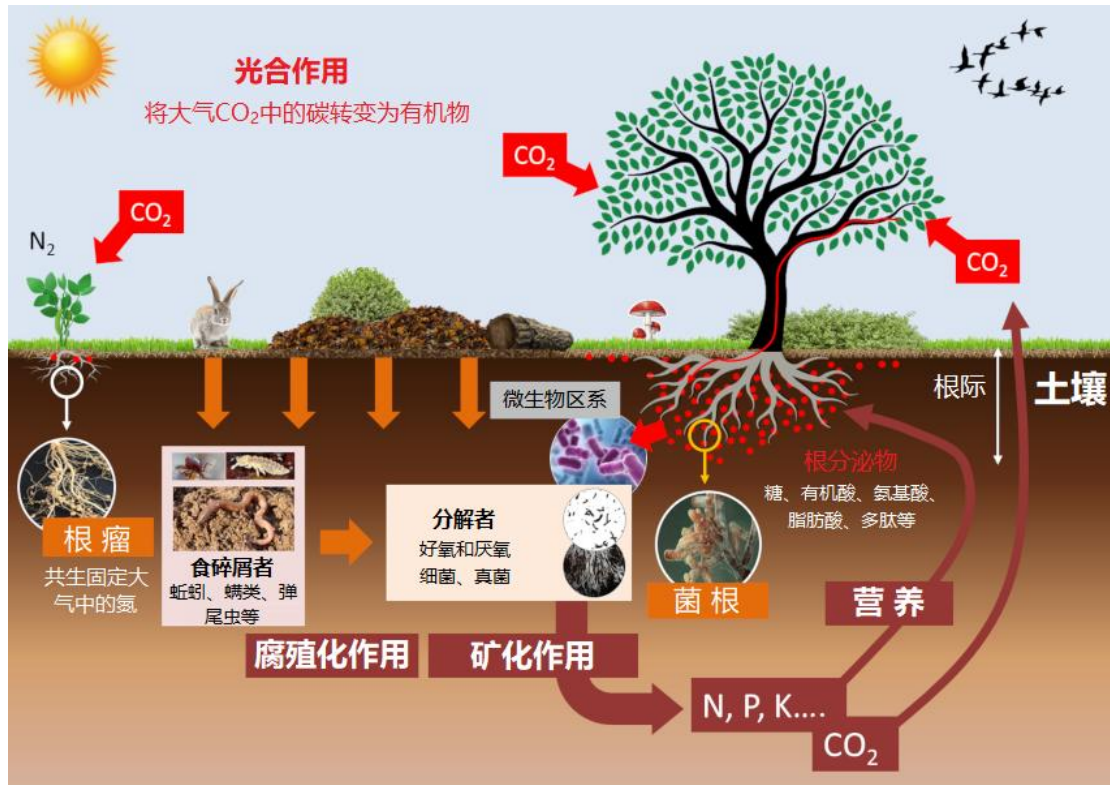 光合作用
将大气CO₂中的碳转变为有机物
CO₂
CO₂
N₂
CO₂
微生物区系
根际
土壤
根分泌物
糖、有机酸、氨基酸、
脂肪酸、多肽等
根瘤
共生固定大
气中的氮
食碎屑者
蚯蚓、螨类、弹
尾虫等
分解者
好氧和厌氧
细菌、真菌
菌根
营养
腐殖化作用
矿化作用
N, P, K....
CO₂